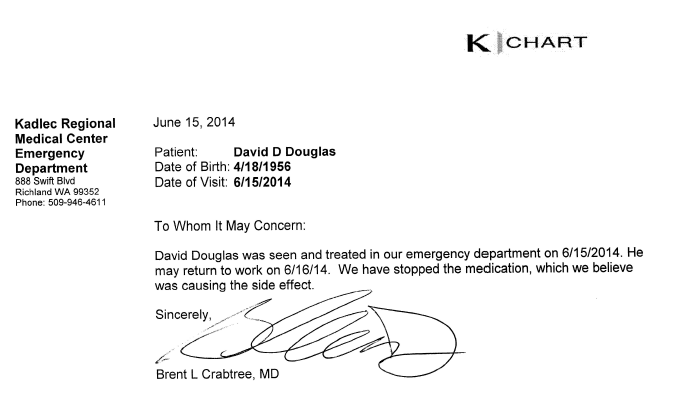 K CHART
Kadlec Regional
Medical Center
Emergency
Department
888 Swift Blvd
Richland WA 99352
Phone: 509-946-4611
June 15, 2014
Patient: David D Douglas
Date of Birth: 4/18/1956
Date of Visit: 6/15/2014
To Whom It May Concern:
David Douglas was seen and treated in our emergency department on 6/15/2014. He
may return to work on 6/16/14. We have stopped the medication, which we believe
was causing the side effect.
Sincerely,
Brent L Crabtree, MD